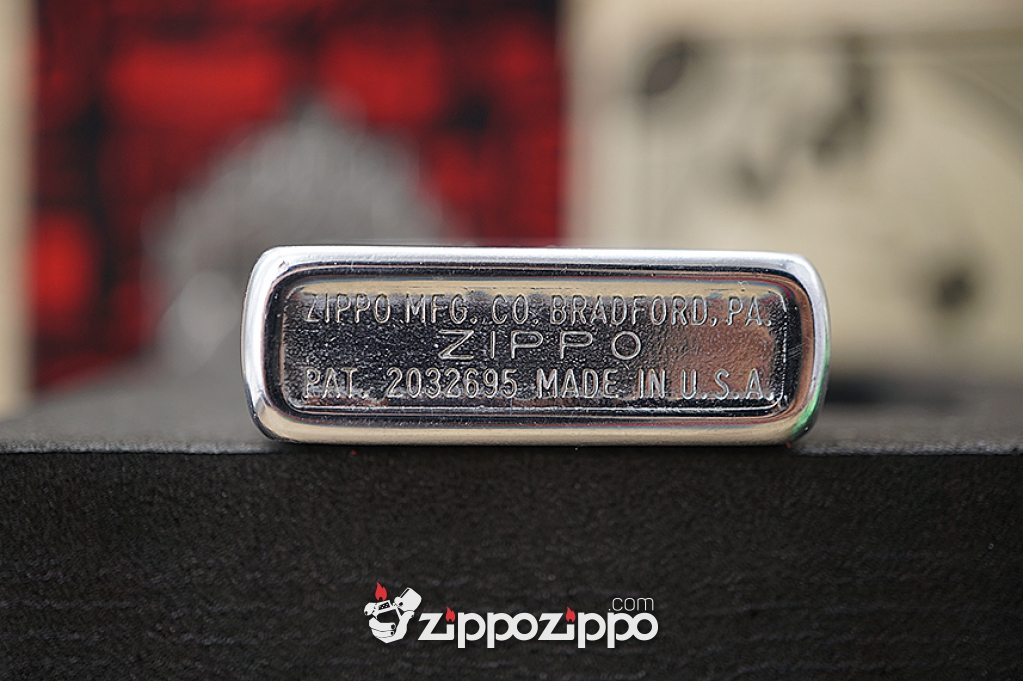 ZIPPO MFG. CO. BRADFORD, PA.
ZIPPO
PAT. 2032695 MADE IN U.S.A.
zippozippo.com